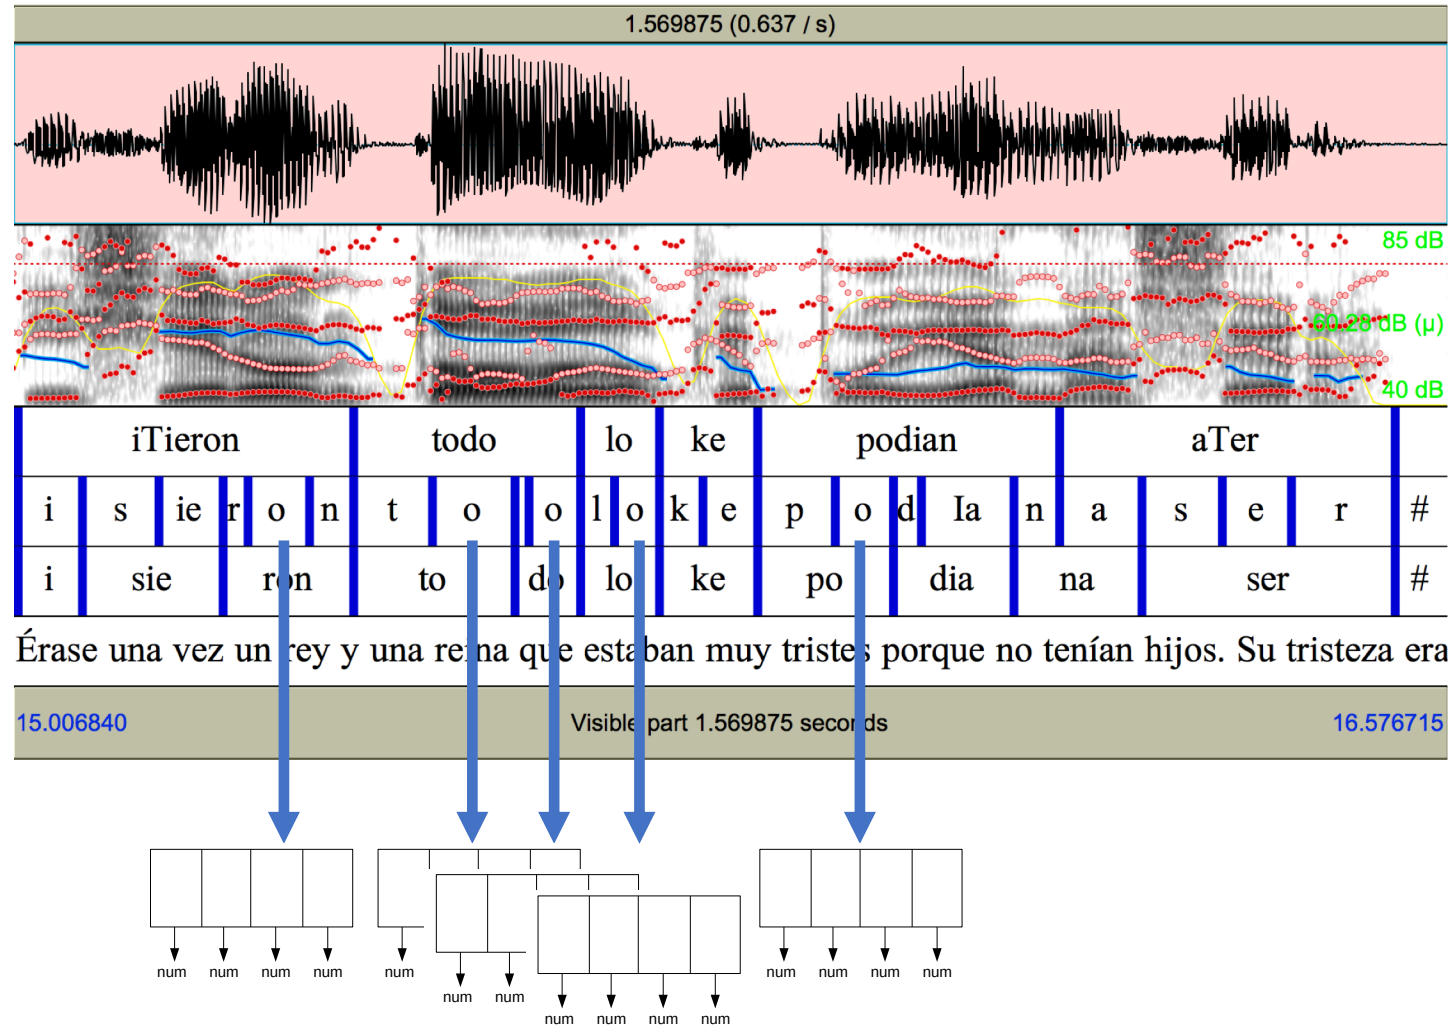 1.569875 (0.637 / s)
85 dB
60.28 dB (µ)
40 dB
iTieron todo lo ke podian aTer
i s ie r o n t o o l o k e p o d Ia n a s e r #
i sie ron to do lo ke po dia na ser #
Érase una vez un rey y una reina que estaban muy tristes porque no tenían hijos. Su tristeza era
15.006840 Visible part 1.569875 seconds 16.576715
num num num num num num num num num
num num
num num num num